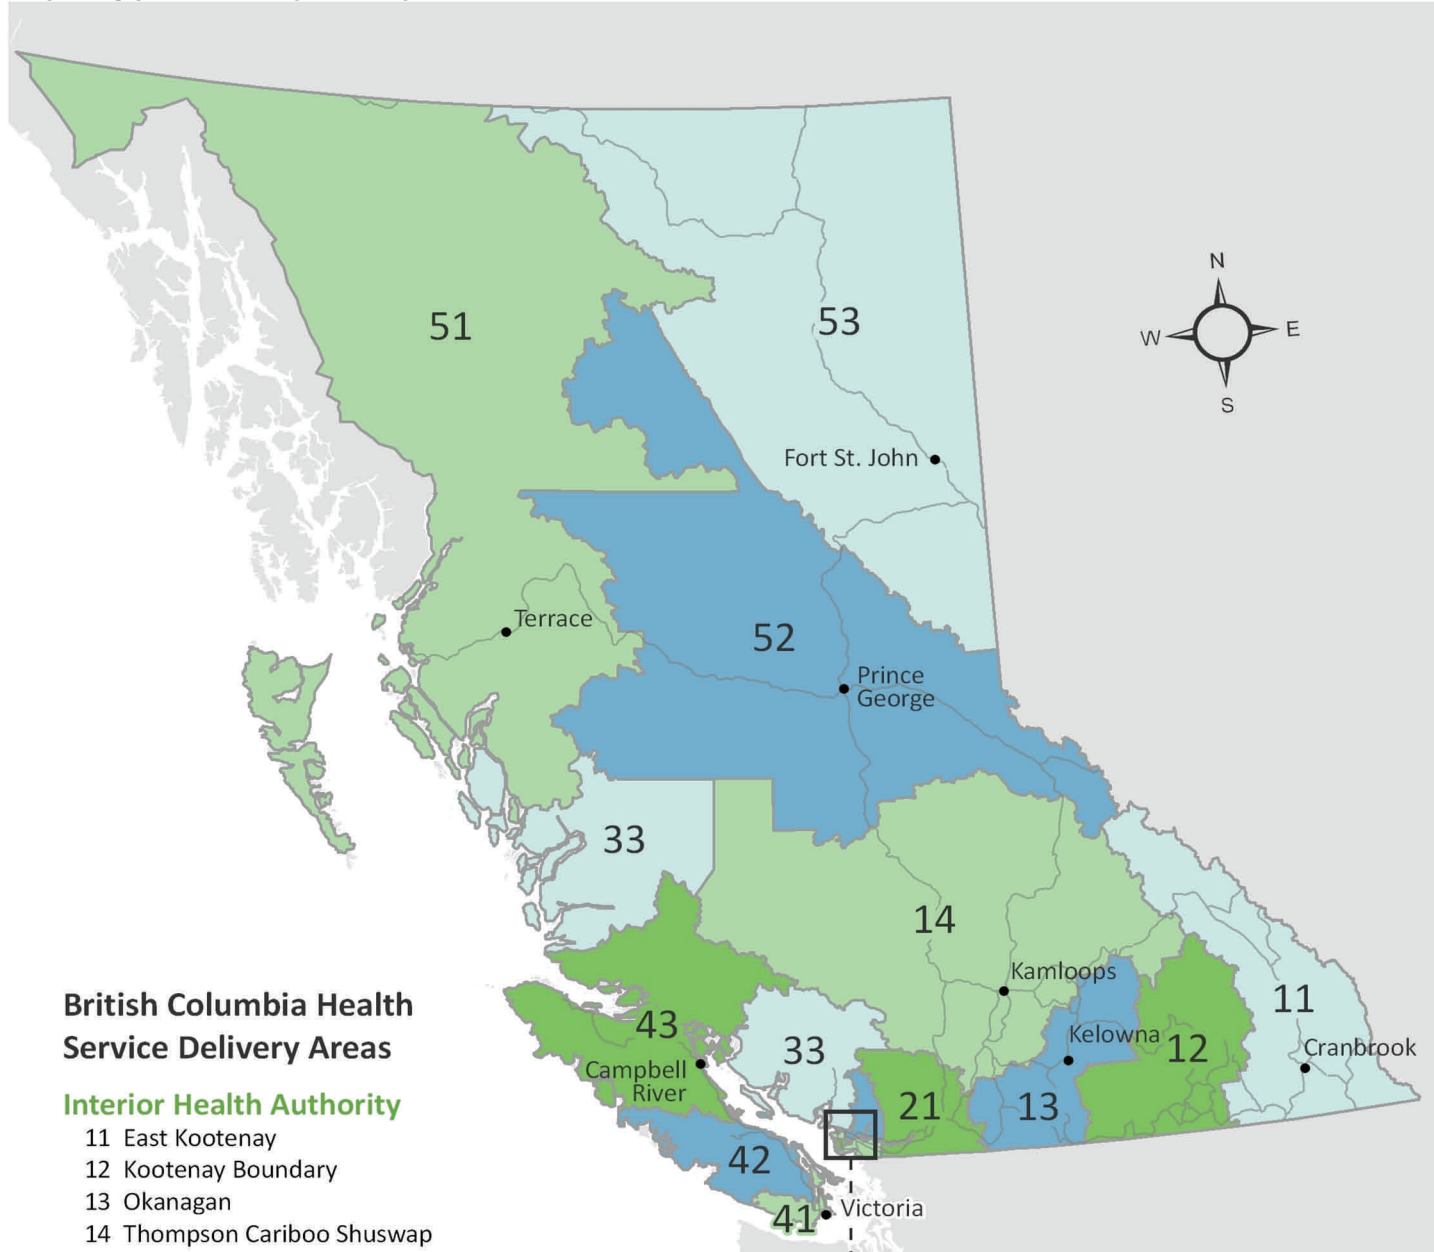 N
W
E
S
51
53
Fort St. John
Terrace
52
Prince
George
33
14
Kamloops
11
43
33
Kelowna
12
Cranbrook
Campbell
River
21
13
42
Victoria
41
British Columbia Health
Service Delivery Areas
Interior Health Authority
11 East Kootenay
12 Kootenay Boundary
13 Okanagan
14 Thompson Cariboo Shuswap